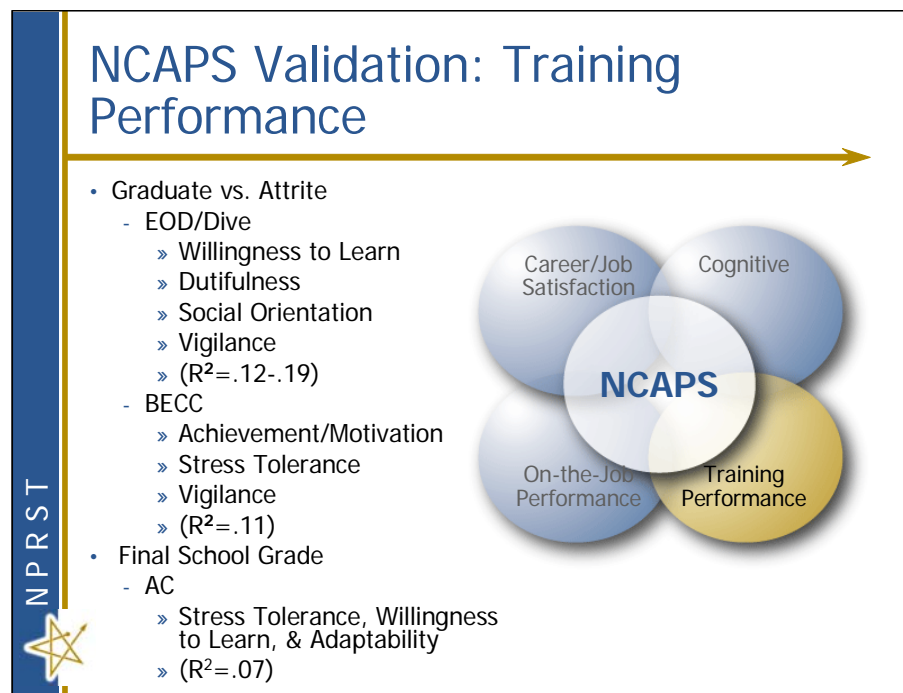 NCAPS Validation: Training
Performance
• Graduate vs. Attrite
- EOD/Dive
» Willingness to Learn
» Dutifulness
» Social Orientation
» Vigilance
» (R²=.12-.19)
- BECC
» Achievement/Motivation
» Stress Tolerance
» Vigilance
» (R²=.11)
• Final School Grade
- AC
» Stress Tolerance, Willingness
to Learn, & Adaptability
» (R²=.07)
Career/Job
Satisfaction
Cognitive
NCAPS
On-the-Job
Performance
Training
Performance
NPRST